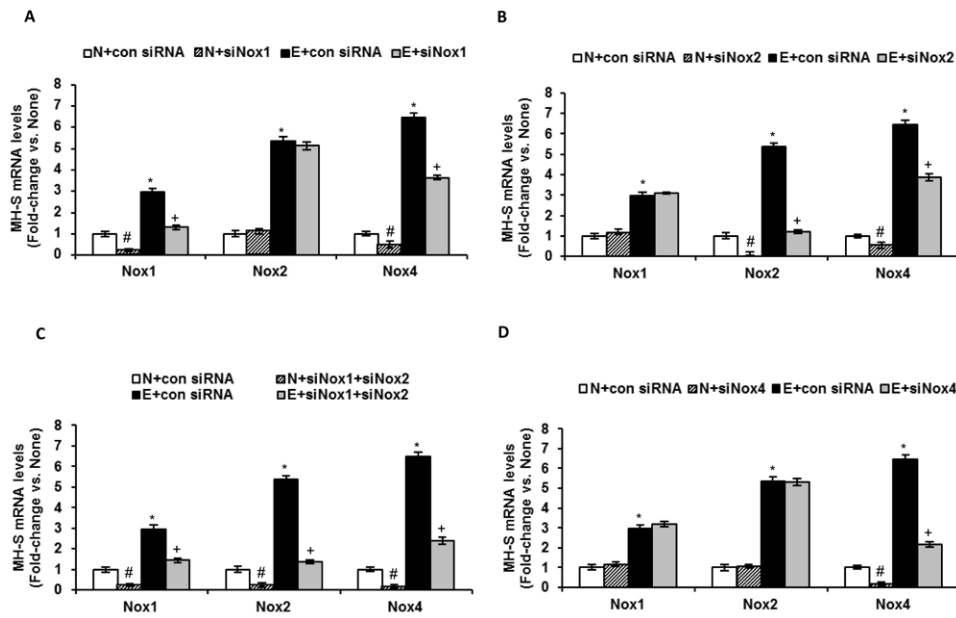 A
N+con siRNA N+siNox1 E+con siRNA E+siNox1
MH-S mRNA levels
(Fold-change vs. None)
8
7
6
5
4
3
2
1
0
# * + * # * +
Nox1 Nox2 Nox4
B
N+con siRNA N+siNox2 E+con siRNA E+siNox2
MH-S mRNA levels
(Fold-change vs. None)
8
7
6
5
4
3
2
1
0
* # * + # * +
Nox1 Nox2 Nox4
C
N+con siRNA N+siNox1+siNox2
E+con siRNA E+siNox1+siNox2
MH-S mRNA levels
(Fold-change vs. None)
8
7
6
5
4
3
2
1
0
# * + # * + # * +
Nox1 Nox2 Nox4
D
N+con siRNA N+siNox4 E+con siRNA E+siNox4
MH-S mRNA levels
(Fold-change vs. None)
8
7
6
5
4
3
2
1
0
* * # * +
Nox1 Nox2 Nox4